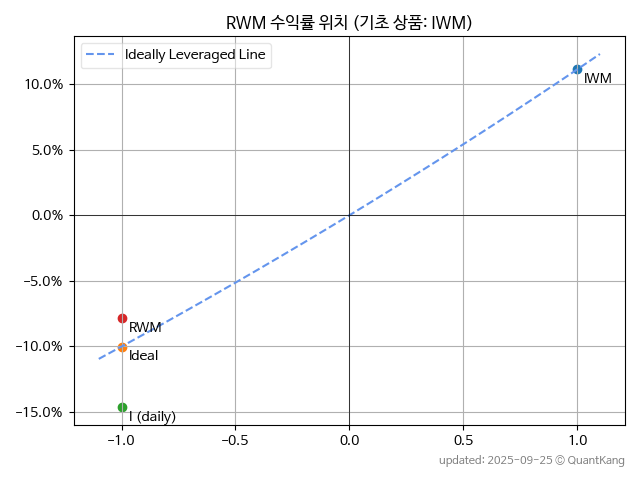 RWM 수익률 위치 (기초 상품: IWM)
Ideally Leveraged Line
10.0%
5.0%
0.0%
−5.0%
−10.0%
−15.0%
IWM
RWM
Ideal
I (daily)
−1.0
−0.5
0.0
0.5
1.0
updated: 2025-09-25 © QuantKang